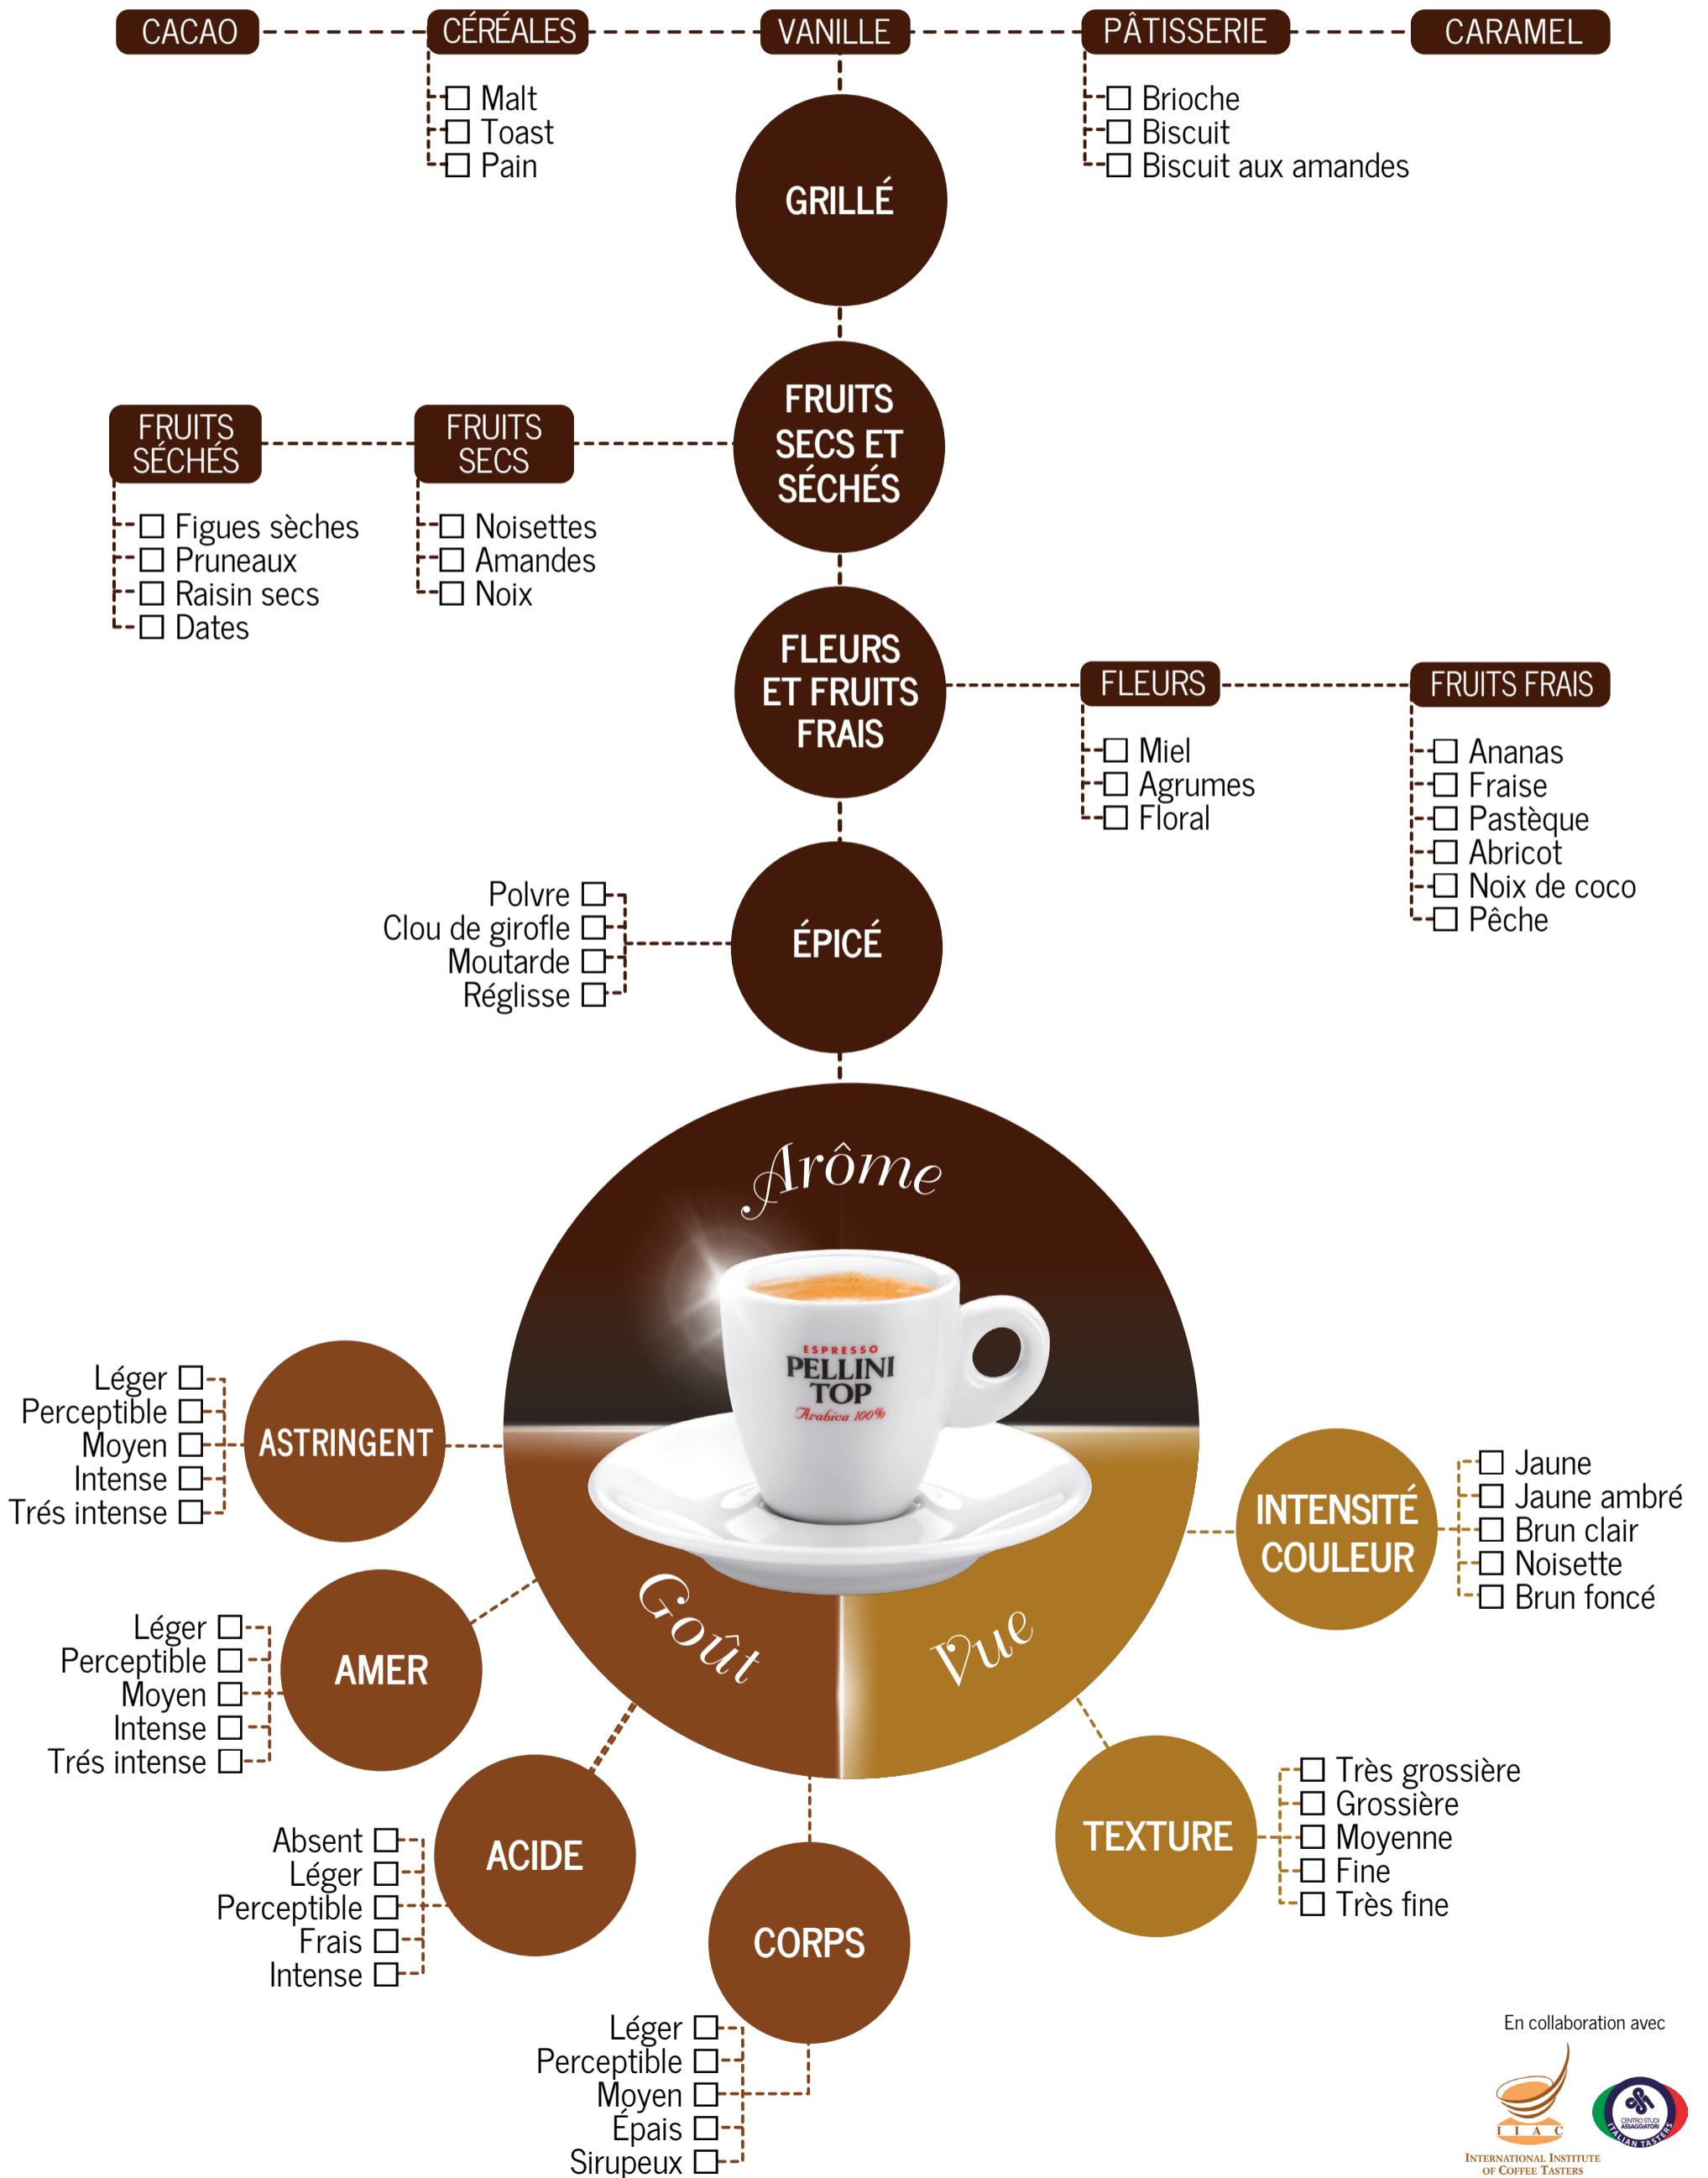 CACAO
CÉRÉALES
VANILLE
PÂTISSERIE
CARAMEL
Malt
Toast
Pain
Brioche
Biscuit
Biscuit aux amandes
GRILLÉ
FRUITS
SECS ET
SÉCHÉS
FRUITS
SÉCHÉS
FRUITS
SECS
Figues sèches
Pruneaux
Raisin secs
Dates
Noisettes
Amandes
Noix
FLEURS
ET FRUITS
FRAIS
FLEURS
FRUITS FRAIS
Miel
Agrumes
Floral
Ananas
Fraise
Pastèque
Abricot
Noix de coco
Pêche
Polvre
Clou de girofle
Moutarde
Réglisse
ÉPICÉ
Arôme
ESPRESSO
PELLINI
TOP
Arabica 100%
Goût
Vue
Léger
Perceptible
Moyen
Intense
Trés intense
ASTRINGENT
INTENSITÉ
COULEUR
Jaune
Jaune ambré
Brun clair
Noisette
Brun foncé
Léger
Perceptible
Moyen
Intense
Trés intense
AMER
TEXTURE
Très grossière
Grossière
Moyenne
Fine
Très fine
Absent
Léger
Perceptible
Frais
Intense
ACIDE
CORPS
Léger
Perceptible
Moyen
Épais
Sirupeux
En collaboration avec
I I A C
INTERNATIONAL INSTITUTE
OF COFFEE TASTERS
CENTRO STUDI
ASSAGGIATORI
ITALIAN TASTERS